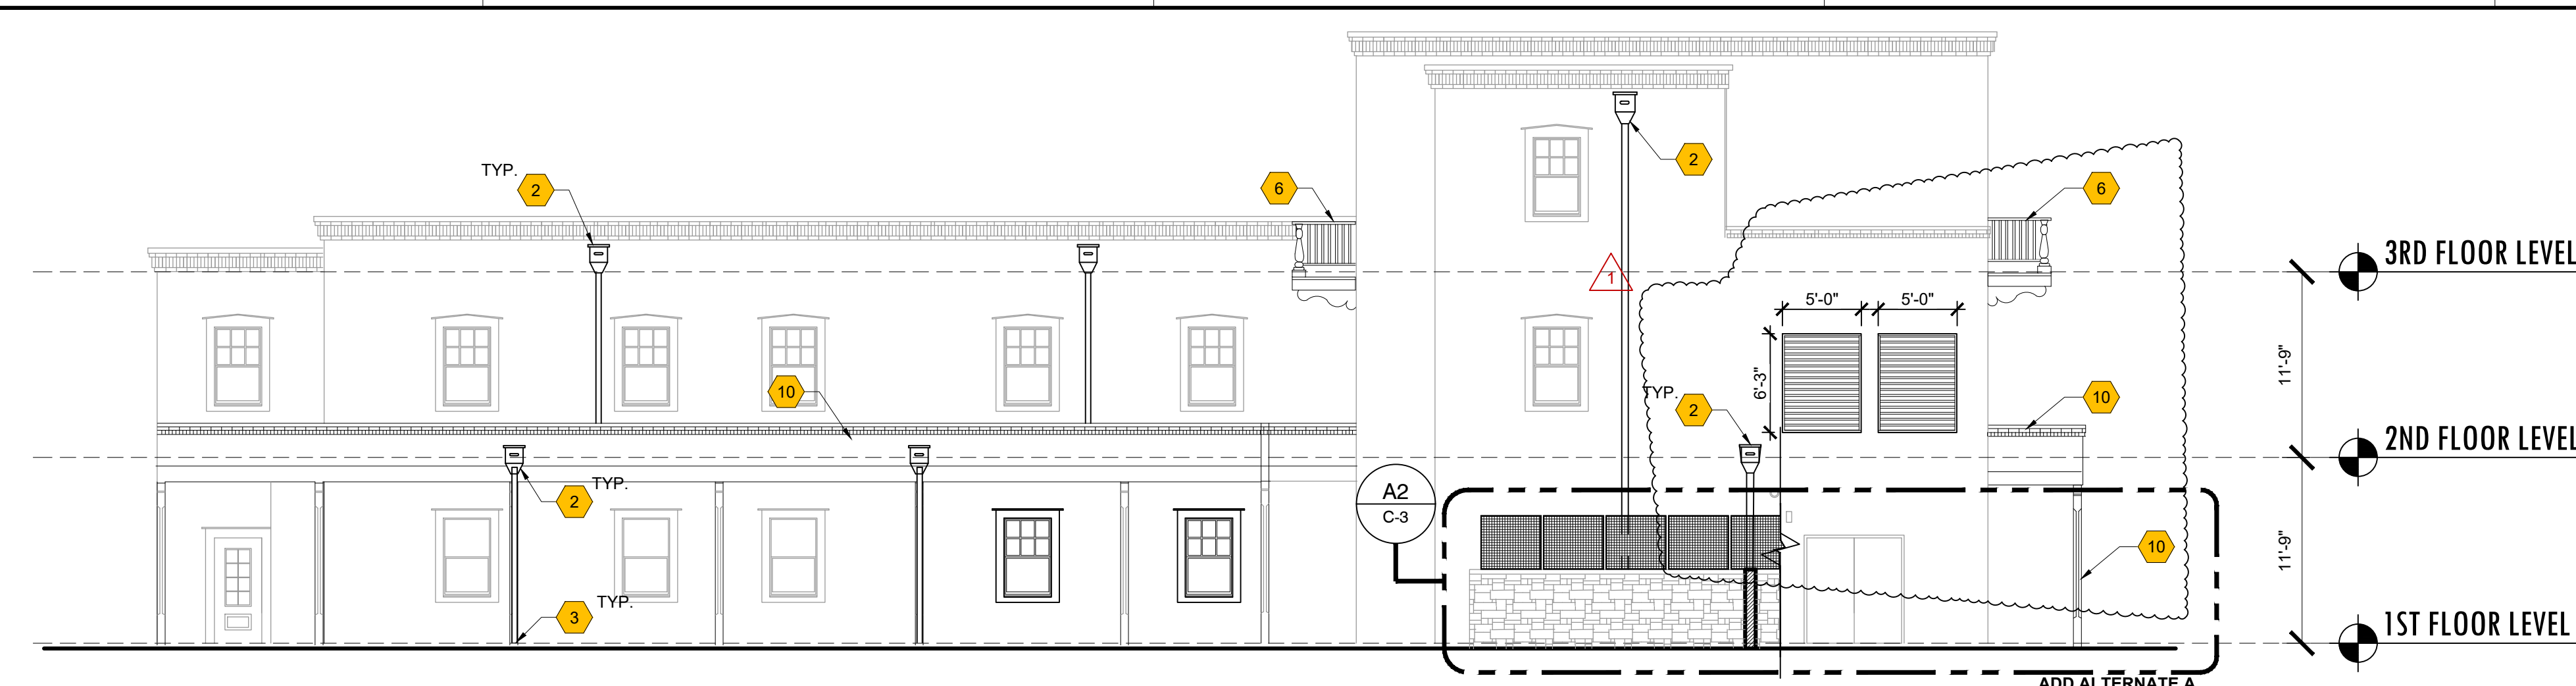 2
TYP.
2
6
6
3RD FLOOR LEVEL
1
5'-0"
5'-0"
11'-9"
6'-3"
10
TYP.
2
10
2ND FLOOR LEVEL
TYP.
2
A2
C-3
10
11'-9"
TYP.
3
1ST FLOOR LEVEL
ADD ALTERNATE A